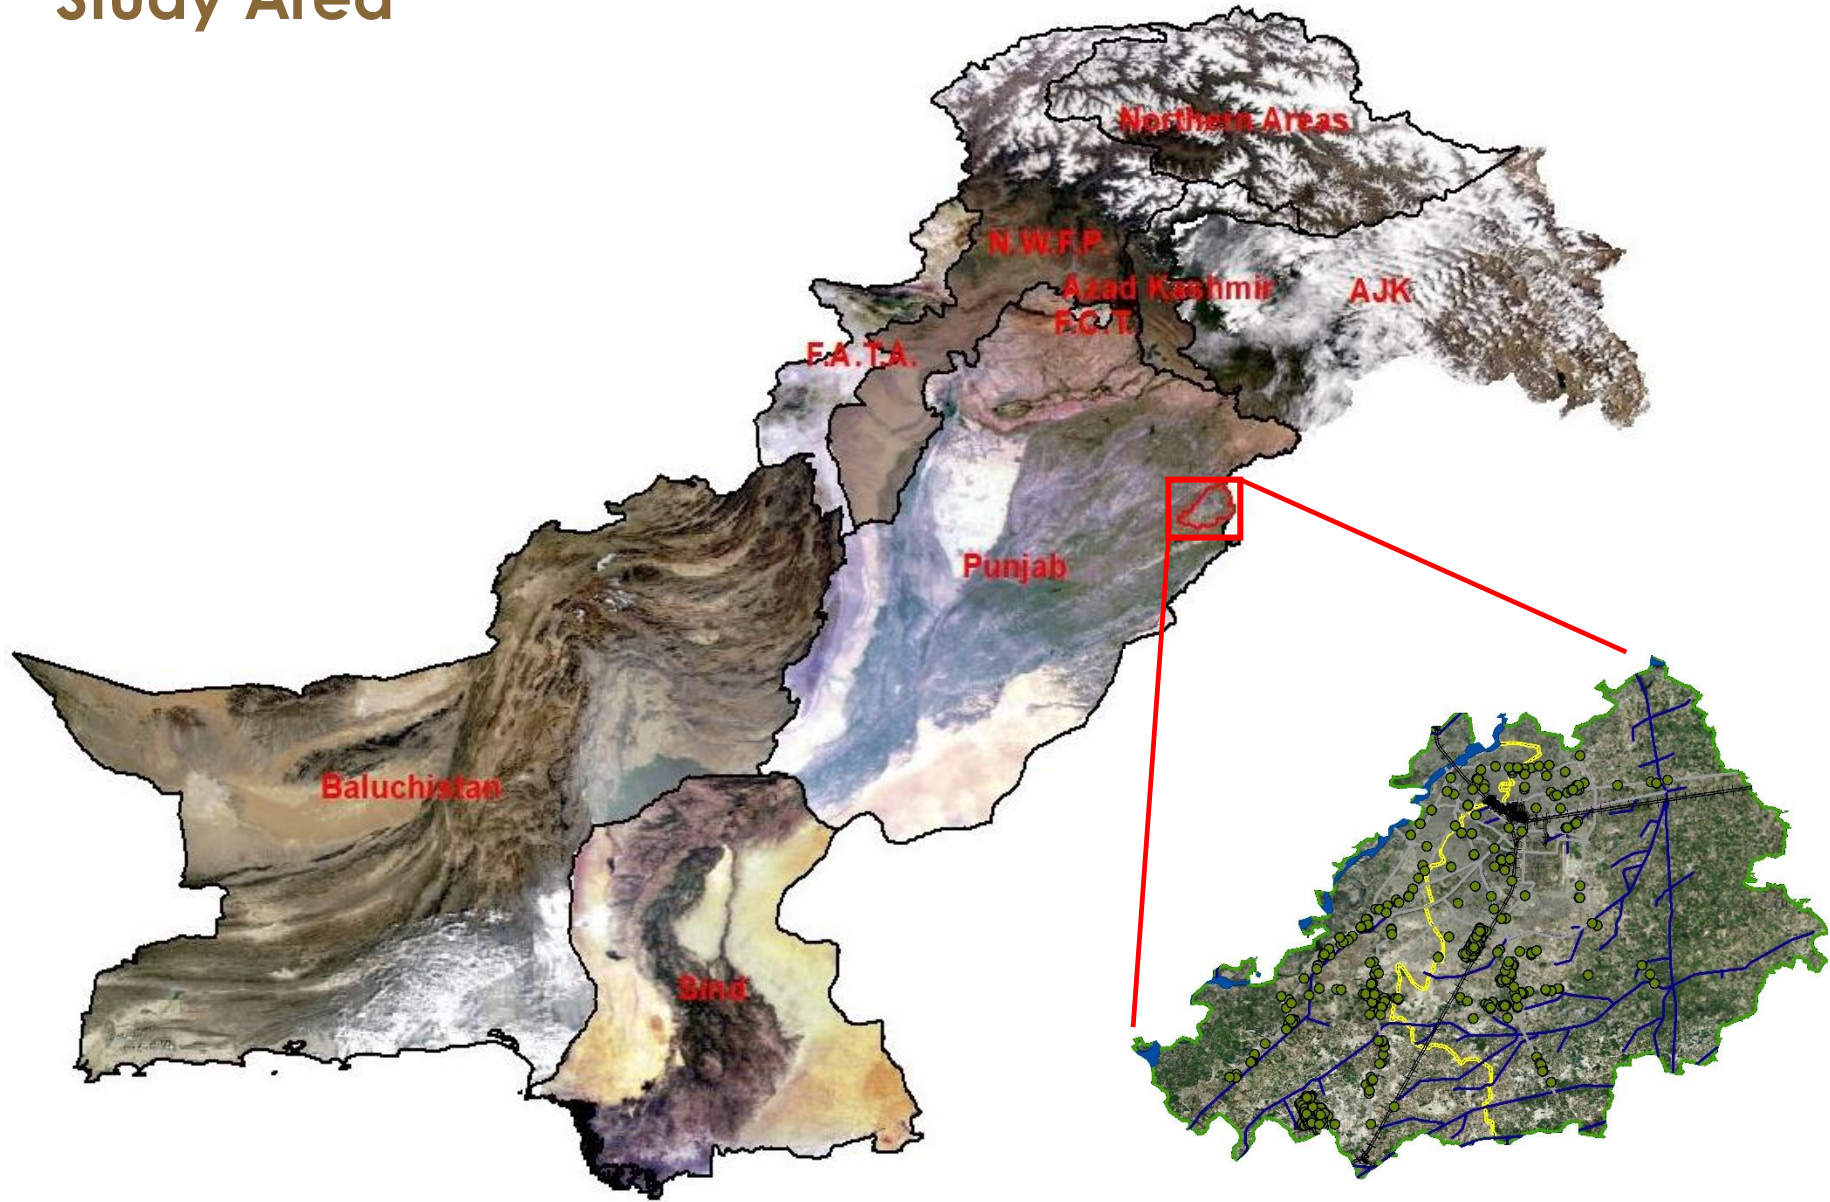 Study Area
Northern Areas
N.W.F.P.
Azad Kashmir
AJK
F.C.T.
F.A.T.A.
Punjab
Baluchistan
Sind